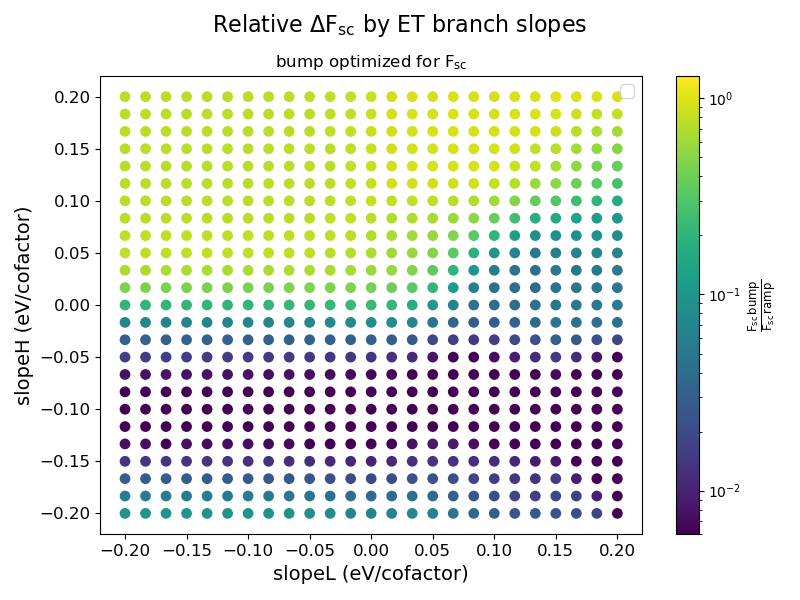 Relative ΔF_sc by ET branch slopes
bump optimized for F_sc
slopeH (eV/cofactor)
0.20
0.15
0.10
0.05
0.00
−0.05
−0.10
−0.15
−0.20
−0.20 −0.15 −0.10 −0.05 0.00 0.05 0.10 0.15 0.20
slopeL (eV/cofactor)
10^0
10^−1
10^−2
F_sc bump
F_sc ramp